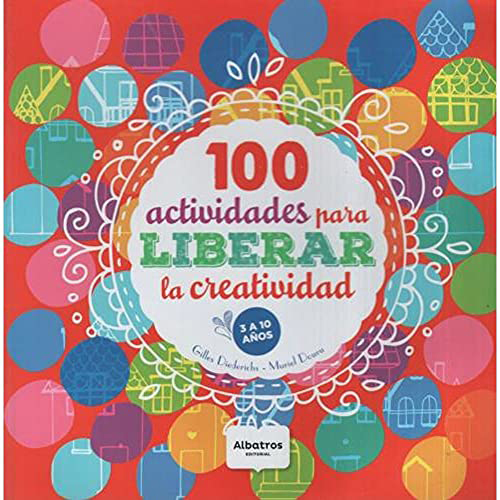 100
actividades para
LIBERAR
la creatividad
3 A 10
AÑOS
Gilles Diederichs - Muriel Douru
Albatros
EDITORIAL